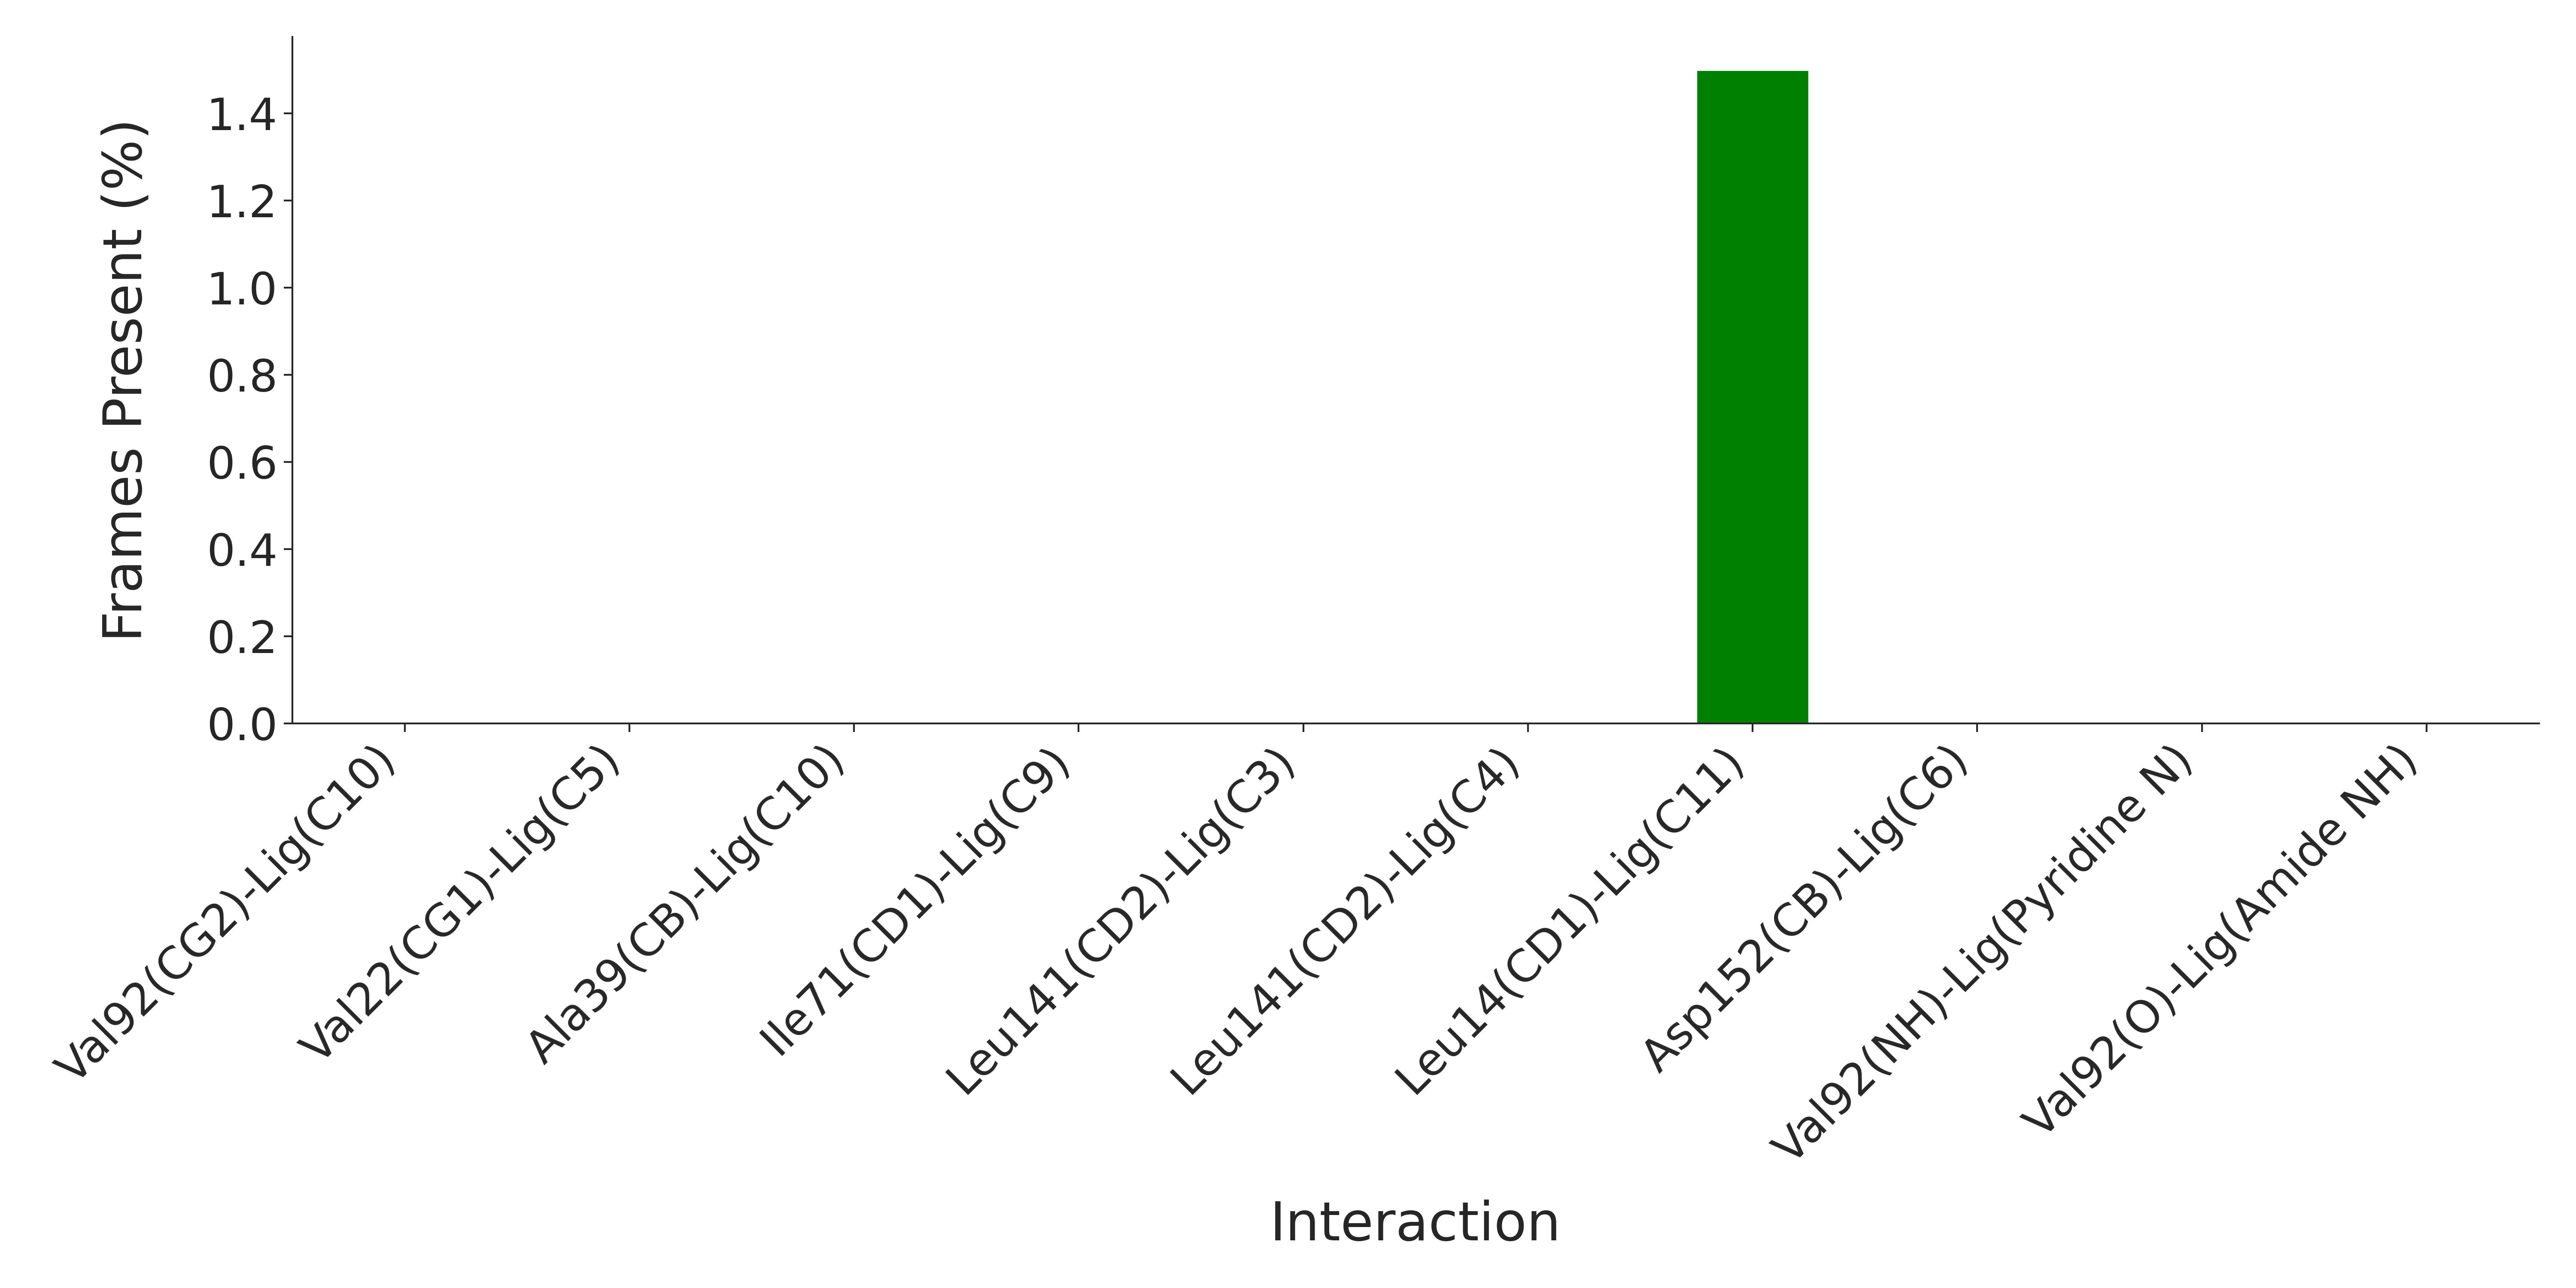 Frames Present (%)
1.4
1.2
1.0
0.8
0.6
0.4
0.2
0.0
Val92(CG2)-Lig(C10)
Val22(CG1)-Lig(C5)
Ala39(CB)-Lig(C10)
Ile71(CD1)-Lig(C9)
Leu141(CD2)-Lig(C3)
Leu141(CD2)-Lig(C4)
Leu14(CD1)-Lig(C11)
Asp152(CB)-Lig(C6)
Val92(NH)-Lig(Pyridine N)
Val92(O)-Lig(Amide NH)
Interaction